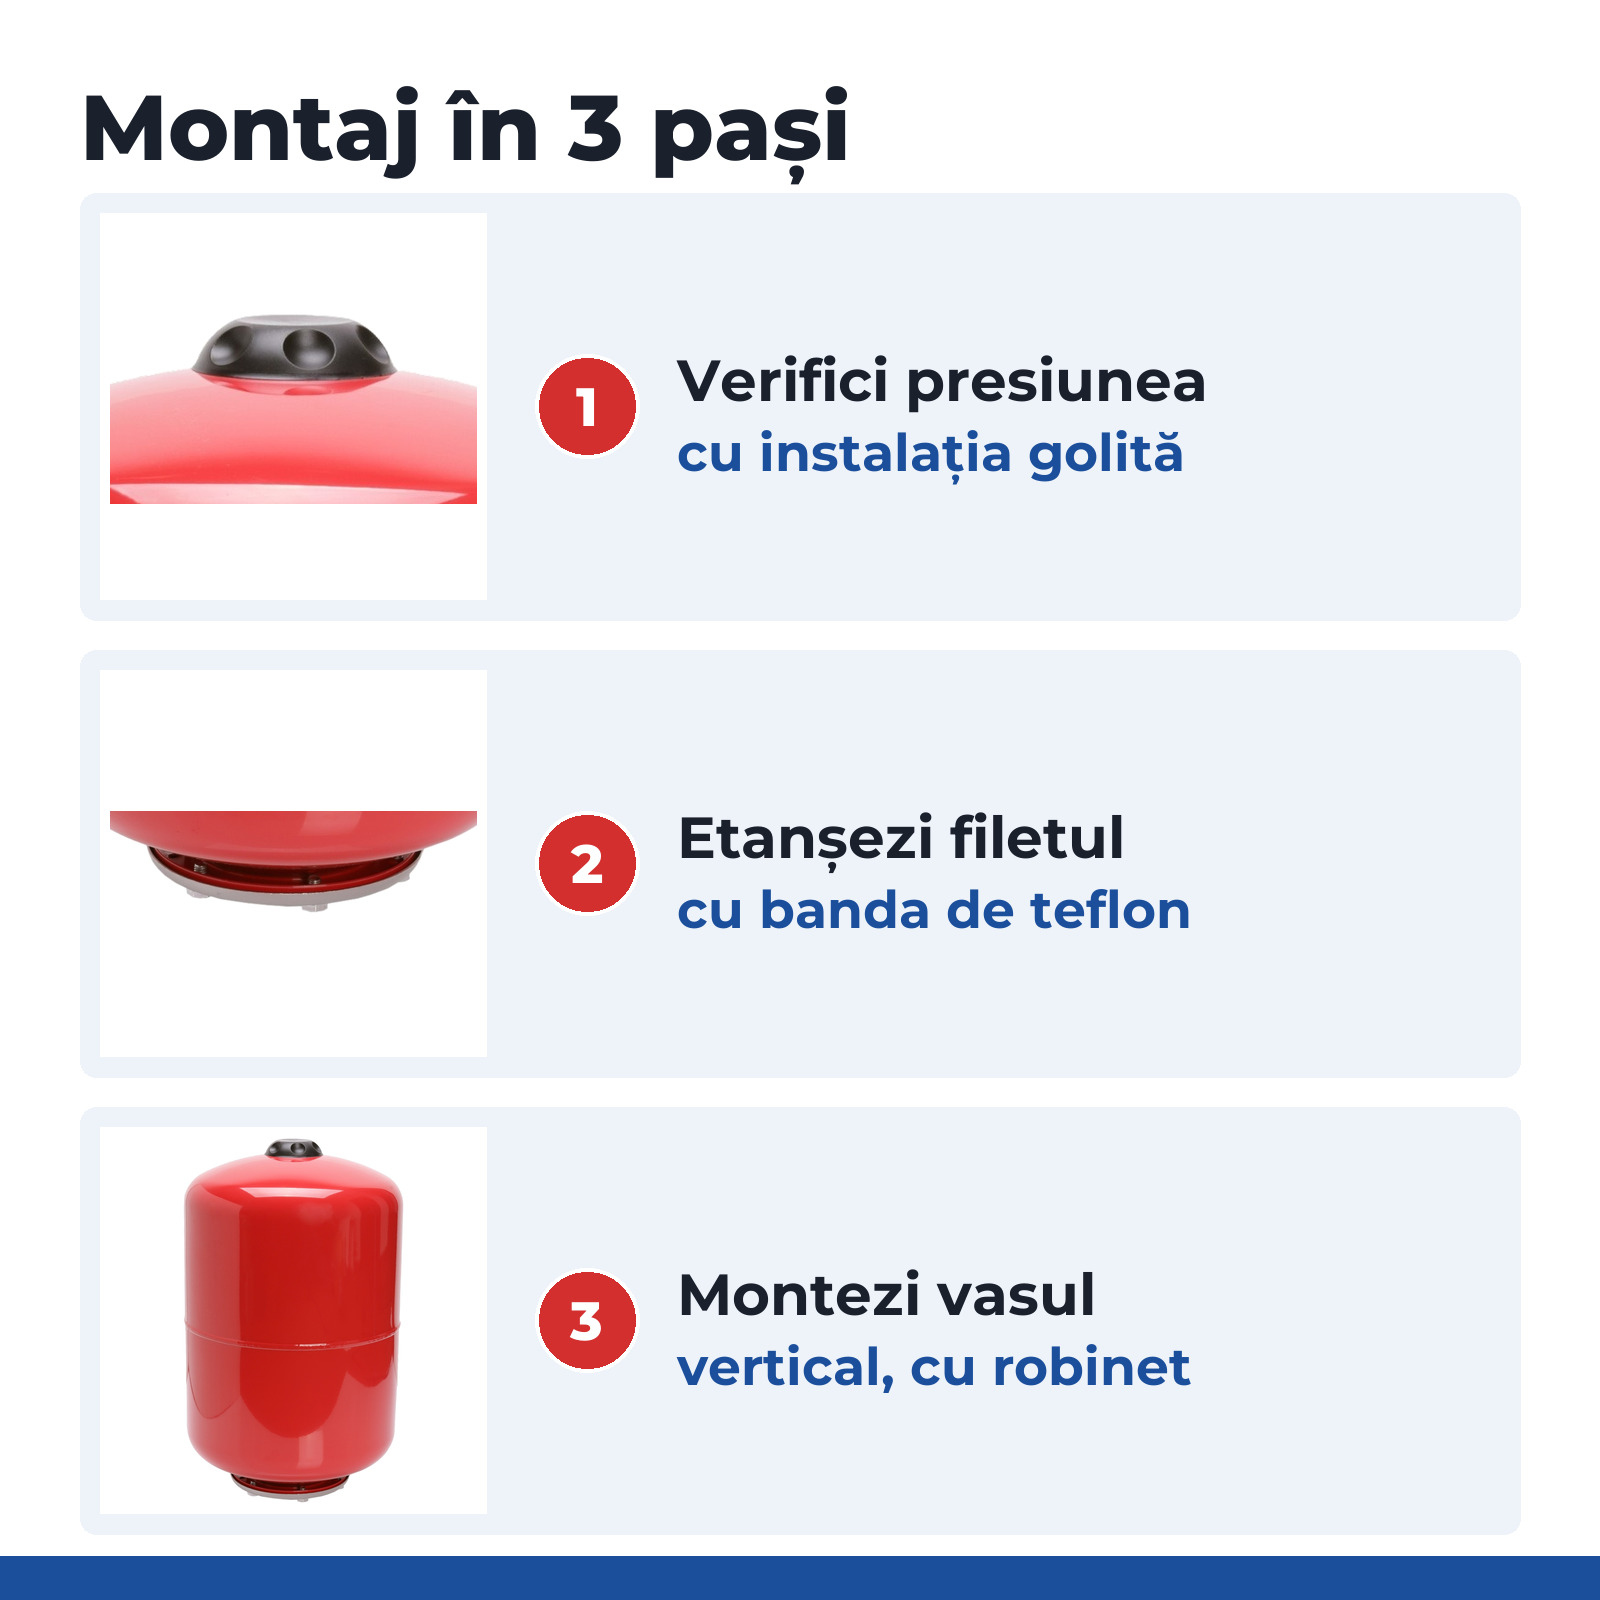 Montaj în 3 pași
1
Verifici presiunea
cu instalația golită
2
Etanșezi filetul
cu banda de teflon
3
Montezi vasul
vertical, cu robinet